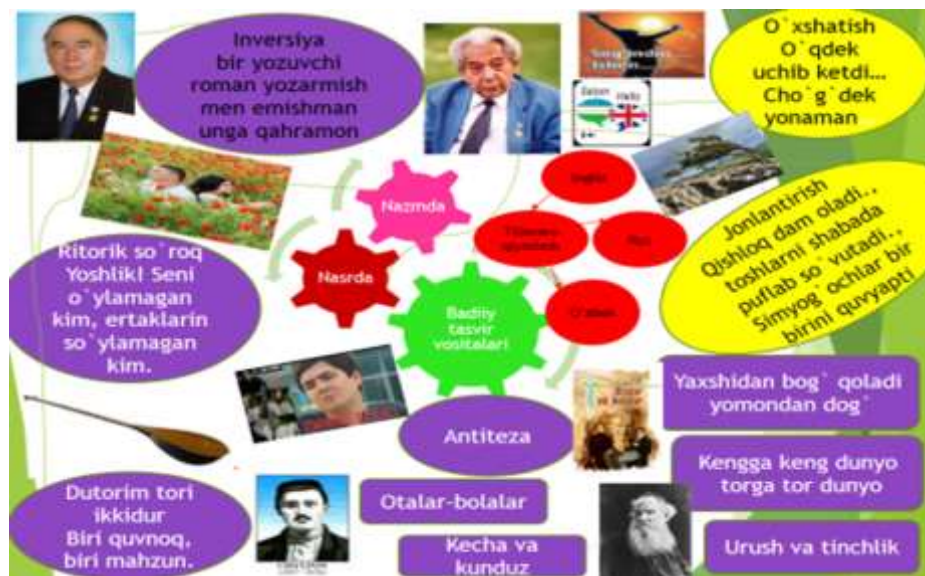 Inversiya
bir yozuvchi
roman yozarmish
men emishman
unga qahramon
O`xshatish
O`qdek
uchib ketdi...
Cho`g`dek
yonaman
Salom
Hello
Nazmda
Nasrda
Badiiy
tasvir
vositalari
Jonlantirish
Qishloq dam oladi.,
toshlarni shabada
puflab so`vutadi.,
Simyog`ochlar bir
birini quvyapti
Ritorik so`roq
Yoshlik! Seni
o`ylamagan
kim, ertaklarin
so`ylamagan
kim.
Antiteza
Yaxshidan bog` qoladi
yomondan dog`
Kengga keng dunyo
torga tor dunyo
Dutorim tori
ikkidur
Biri quvnoq,
biri mahzun.
Otalar-bolalar
Kecha va
kunduz
Urush va tinchlik